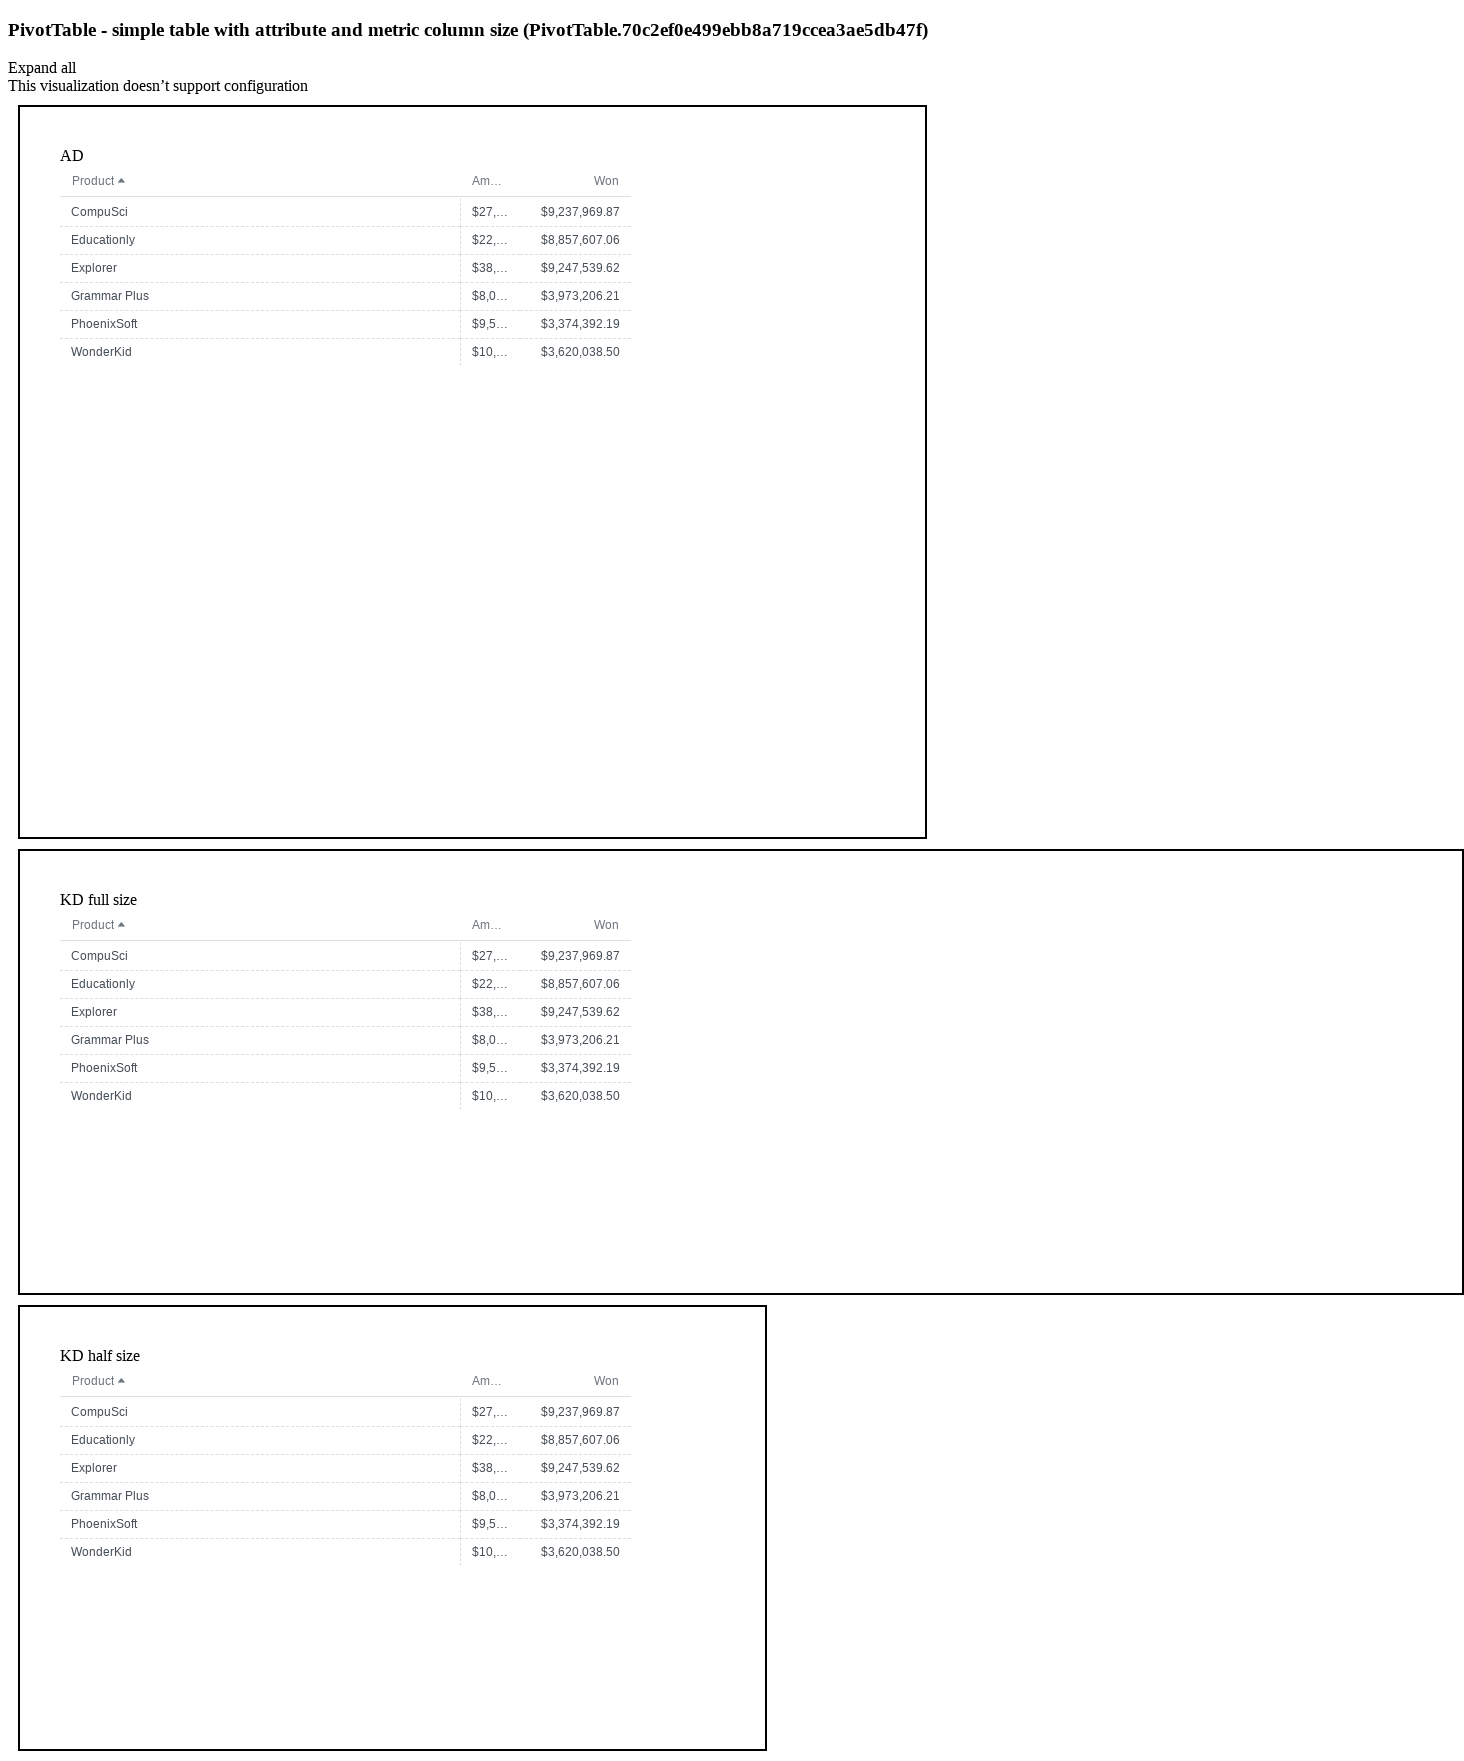 PivotTable - simple table with attribute and metric column size (PivotTable.70c2ef0e499ebb8a719ccea3ae5db47f)
Expand all
This visualization doesn’t support configuration
AD
Product Am… Won
CompuSci $27,… $9,237,969.87
Educationly $22,… $8,857,607.06
Explorer $38,… $9,247,539.62
Grammar Plus $8,0… $3,973,206.21
PhoenixSoft $9,5… $3,374,392.19
WonderKid $10,… $3,620,038.50
KD full size
Product Am… Won
CompuSci $27,… $9,237,969.87
Educationly $22,… $8,857,607.06
Explorer $38,… $9,247,539.62
Grammar Plus $8,0… $3,973,206.21
PhoenixSoft $9,5… $3,374,392.19
WonderKid $10,… $3,620,038.50
KD half size
Product Am… Won
CompuSci $27,… $9,237,969.87
Educationly $22,… $8,857,607.06
Explorer $38,… $9,247,539.62
Grammar Plus $8,0… $3,973,206.21
PhoenixSoft $9,5… $3,374,392.19
WonderKid $10,… $3,620,038.50